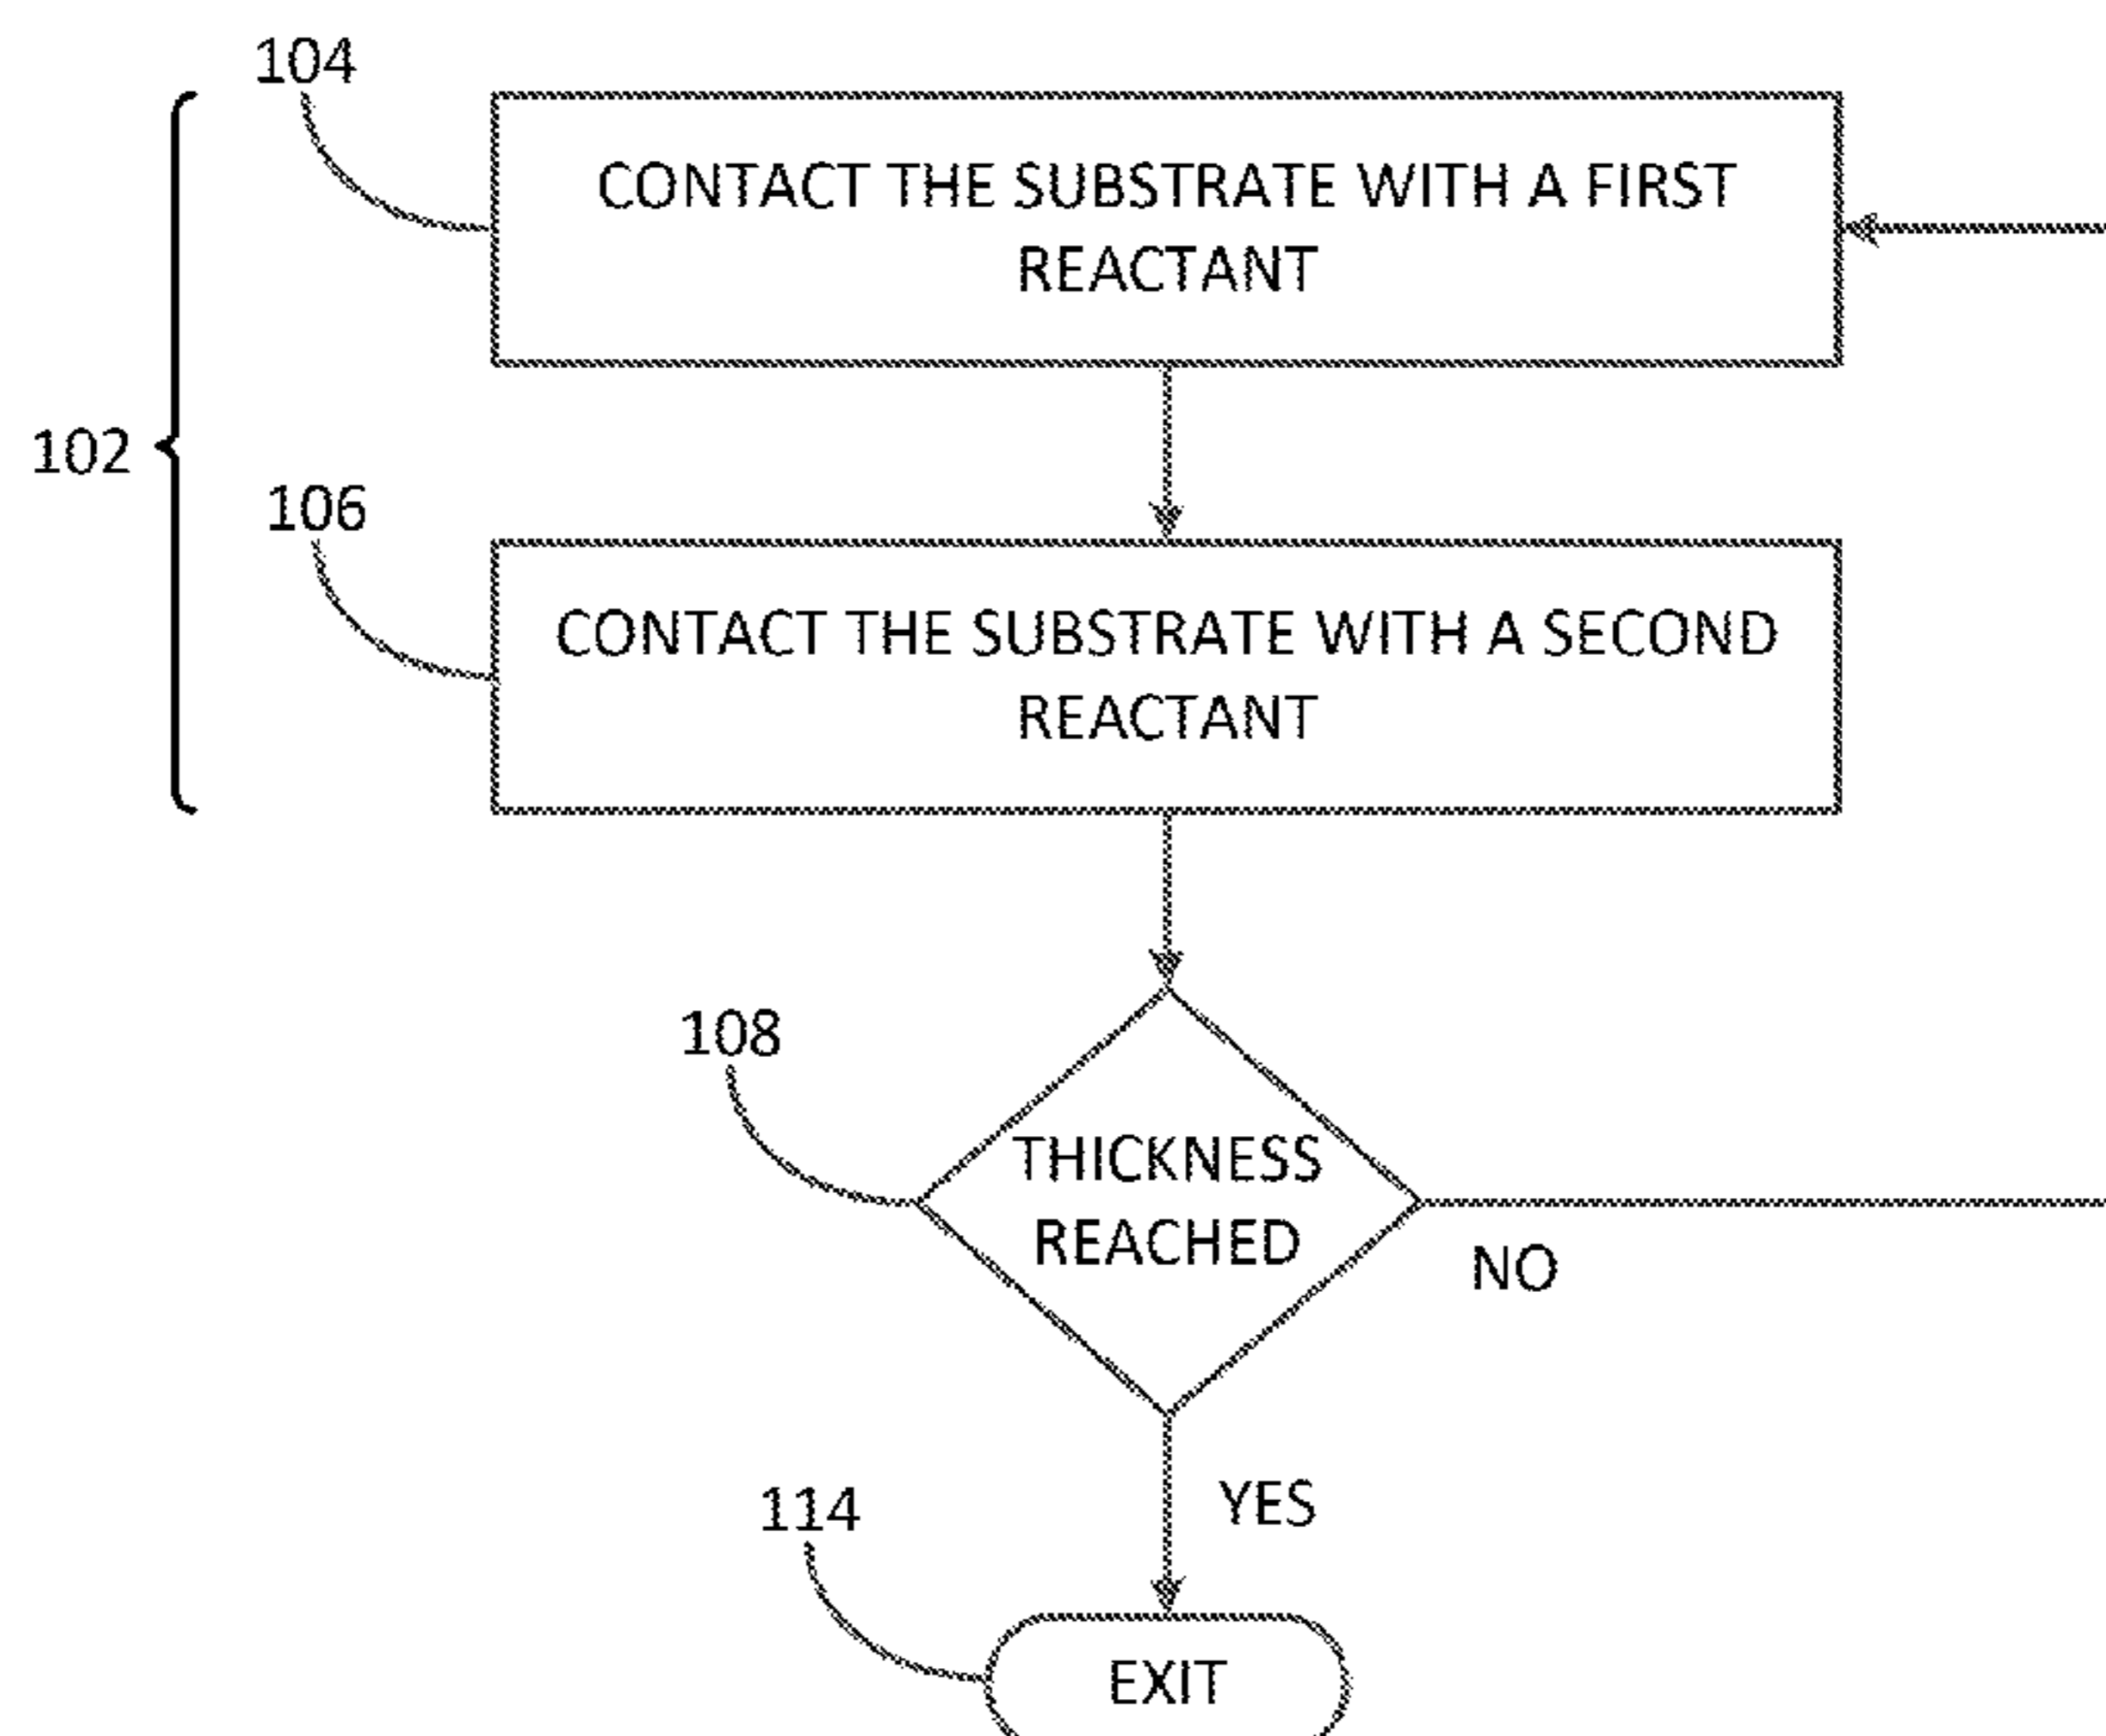 104
CONTACT THE SUBSTRATE WITH A FIRST
REACTANT
102
106
CONTACT THE SUBSTRATE WITH A SECOND
REACTANT
108
THICKNESS
REACHED
NO
YES
114
EXIT